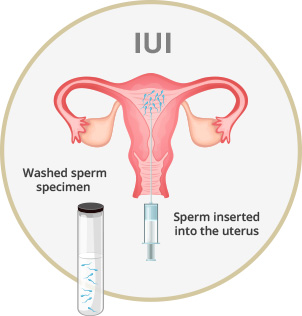 IUI
Washed sperm
specimen
Sperm inserted
into the uterus